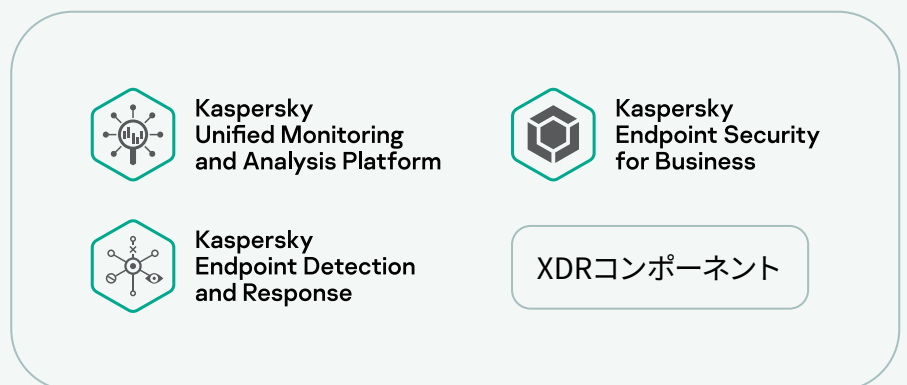 Kaspersky
Unified Monitoring
and Analysis Platform
Kaspersky
Endpoint Security
for Business
Kaspersky
Endpoint Detection
and Response
XDRコンポーネント